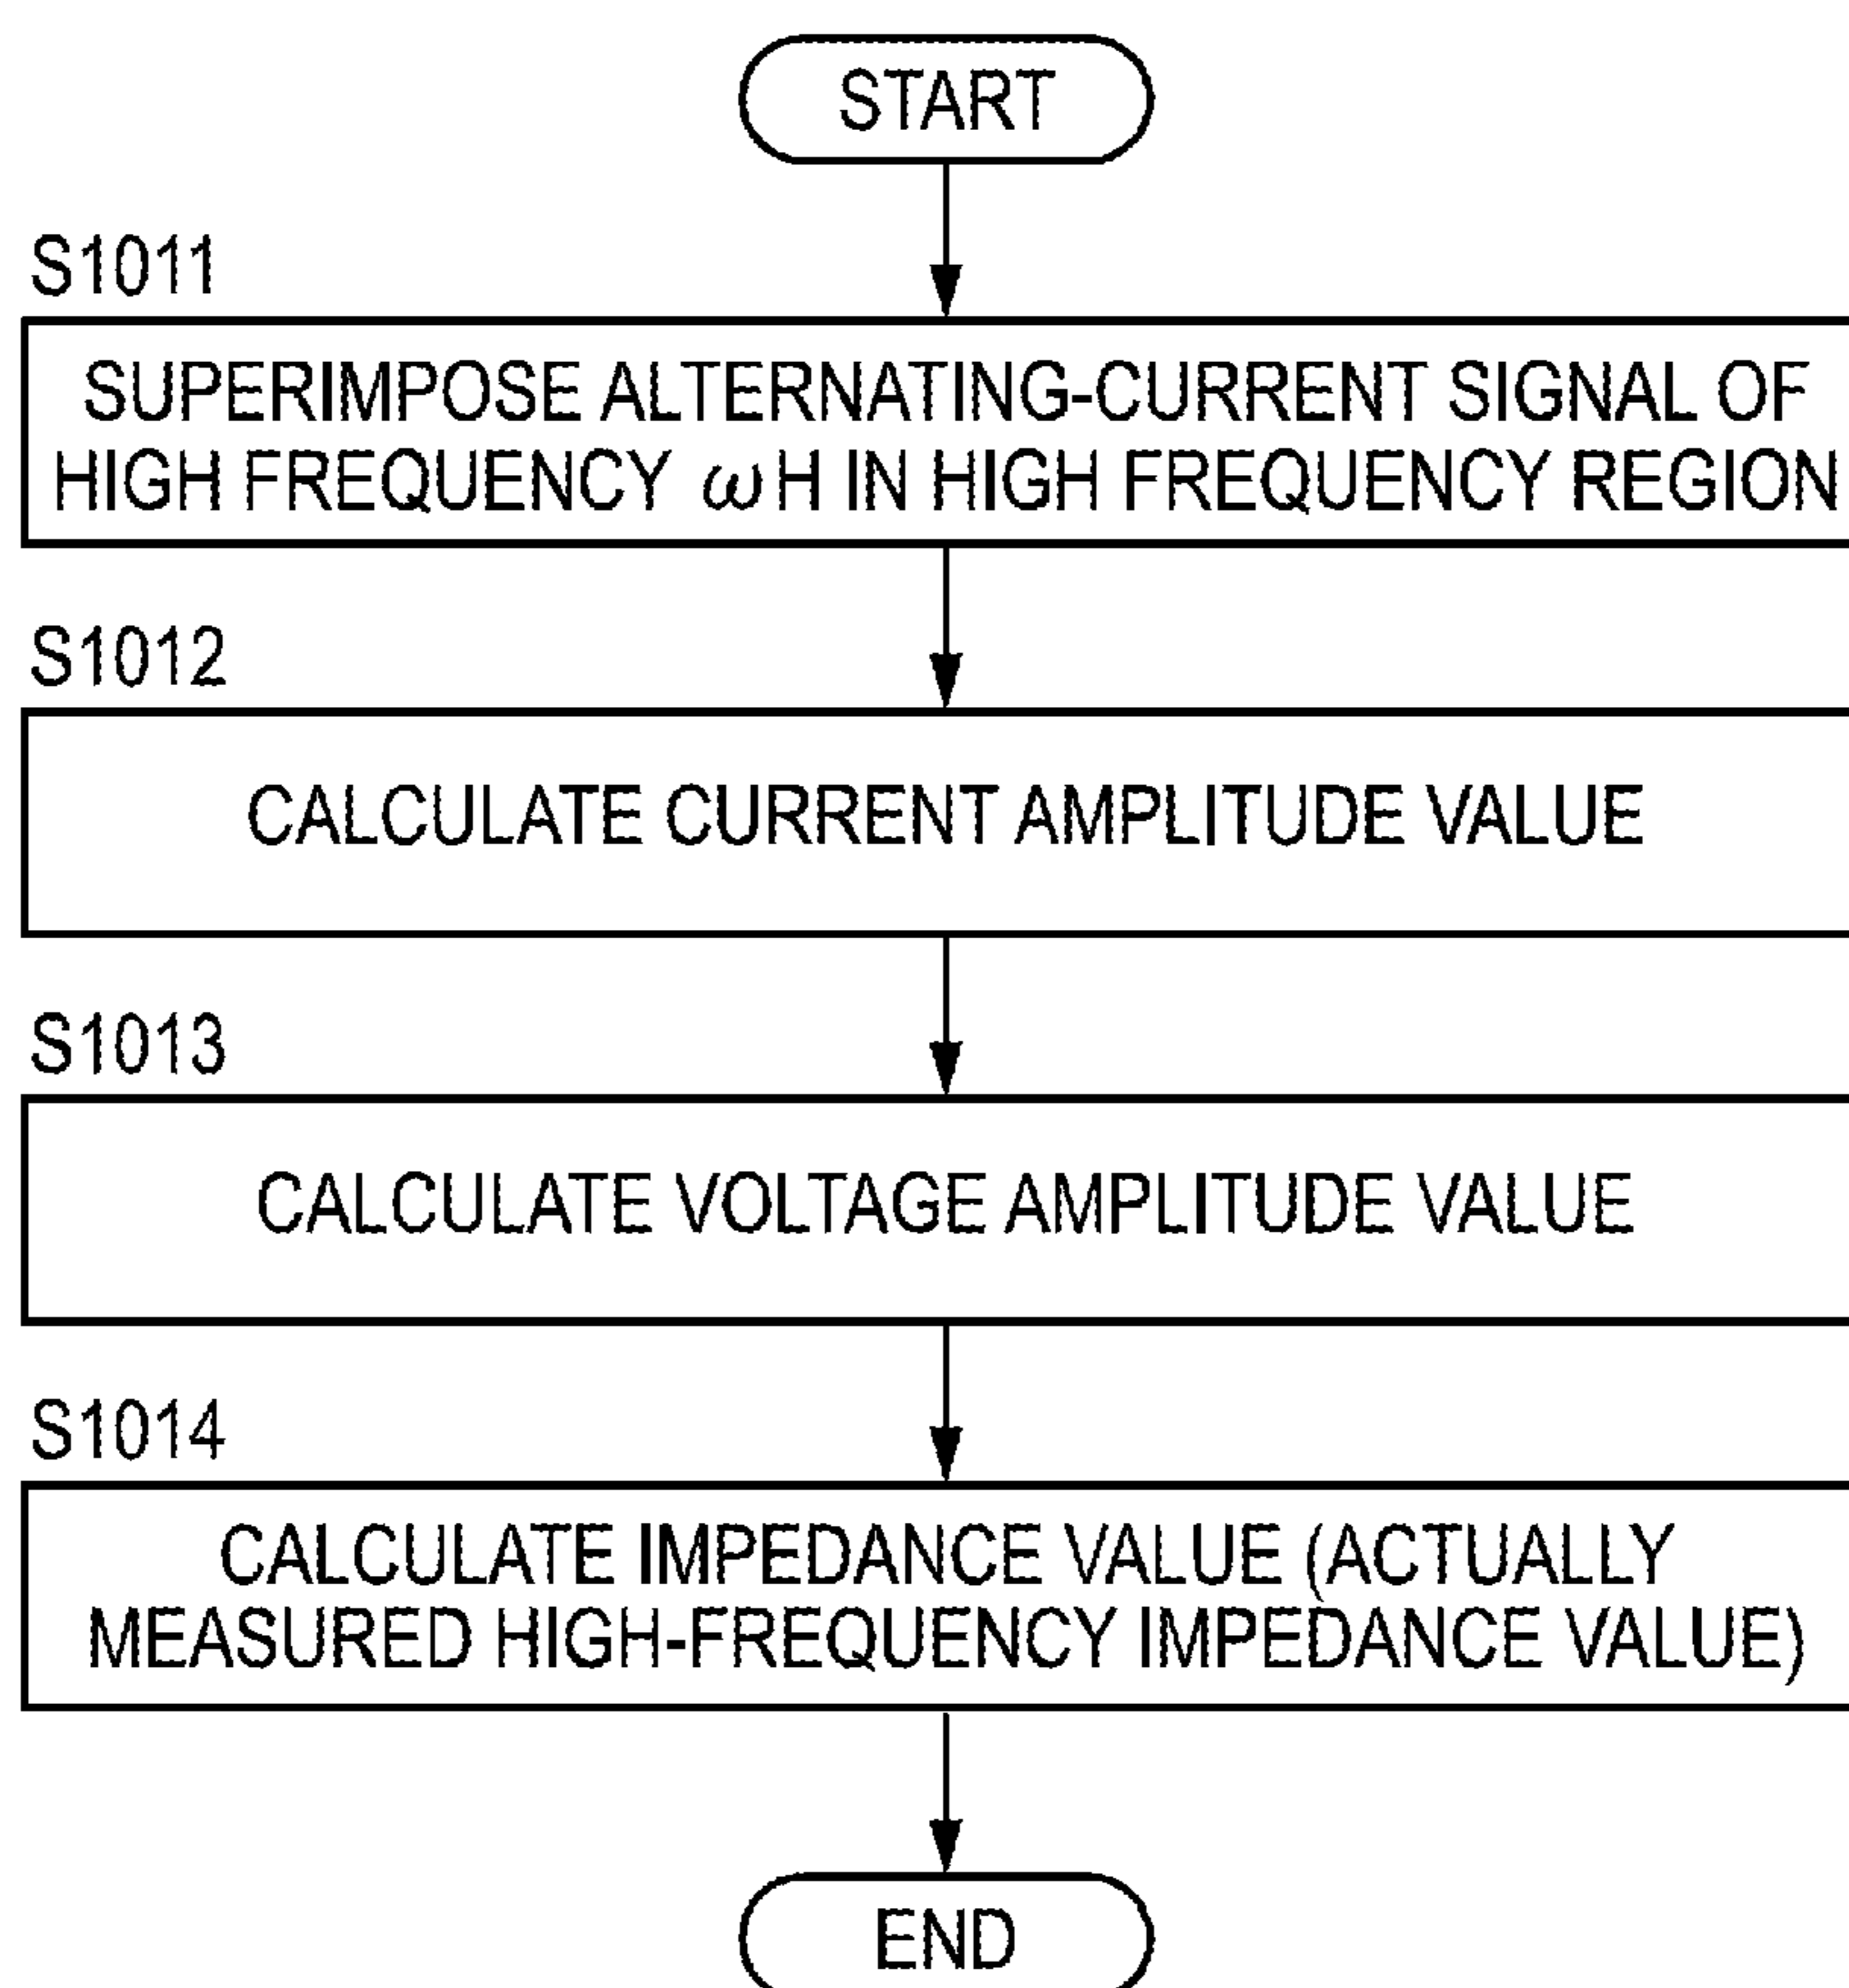 START
S1011
SUPERIMPOSE ALTERNATING-CURRENT SIGNAL OF
HIGH FREQUENCY ωH IN HIGH FREQUENCY REGION
S1012
CALCULATE CURRENT AMPLITUDE VALUE
S1013
CALCULATE VOLTAGE AMPLITUDE VALUE
S1014
CALCULATE IMPEDANCE VALUE (ACTUALLY
MEASURED HIGH-FREQUENCY IMPEDANCE VALUE)
END